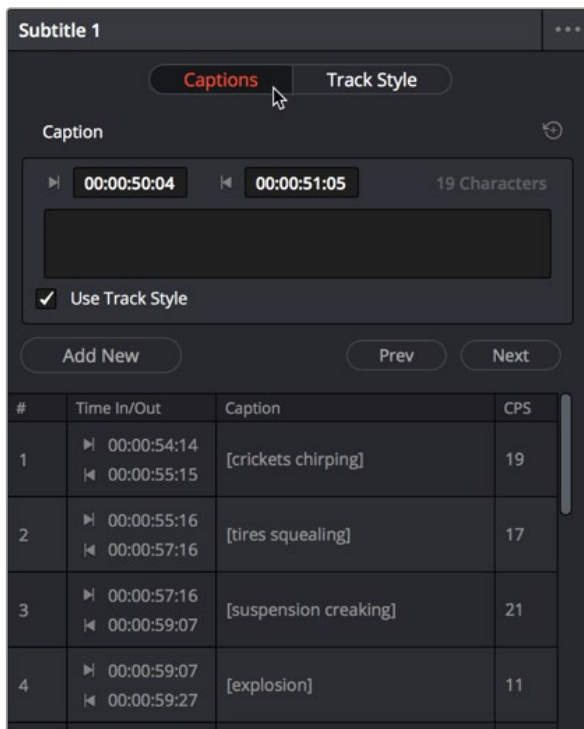 Subtitle 1
Captions Track Style
Caption
00:00:50:04 00:00:51:05 19 Characters
Use Track Style
Add New Prev Next
# Time In/Out Caption CPS
1 00:00:54:14 [crickets chirping] 19
00:00:55:15
2 00:00:55:16 [tires squealing] 17
00:00:57:16
3 00:00:57:16 [suspension creaking] 21
00:00:59:07
4 00:00:59:07 [explosion] 11
00:00:59:27